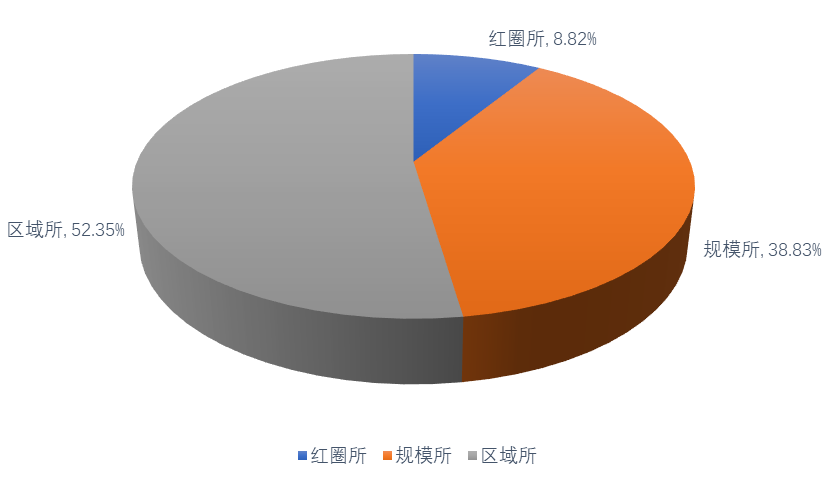 红圈所, 8.82%
区域所, 52.35%
规模所, 38.83%
红圈所 规模所 区域所